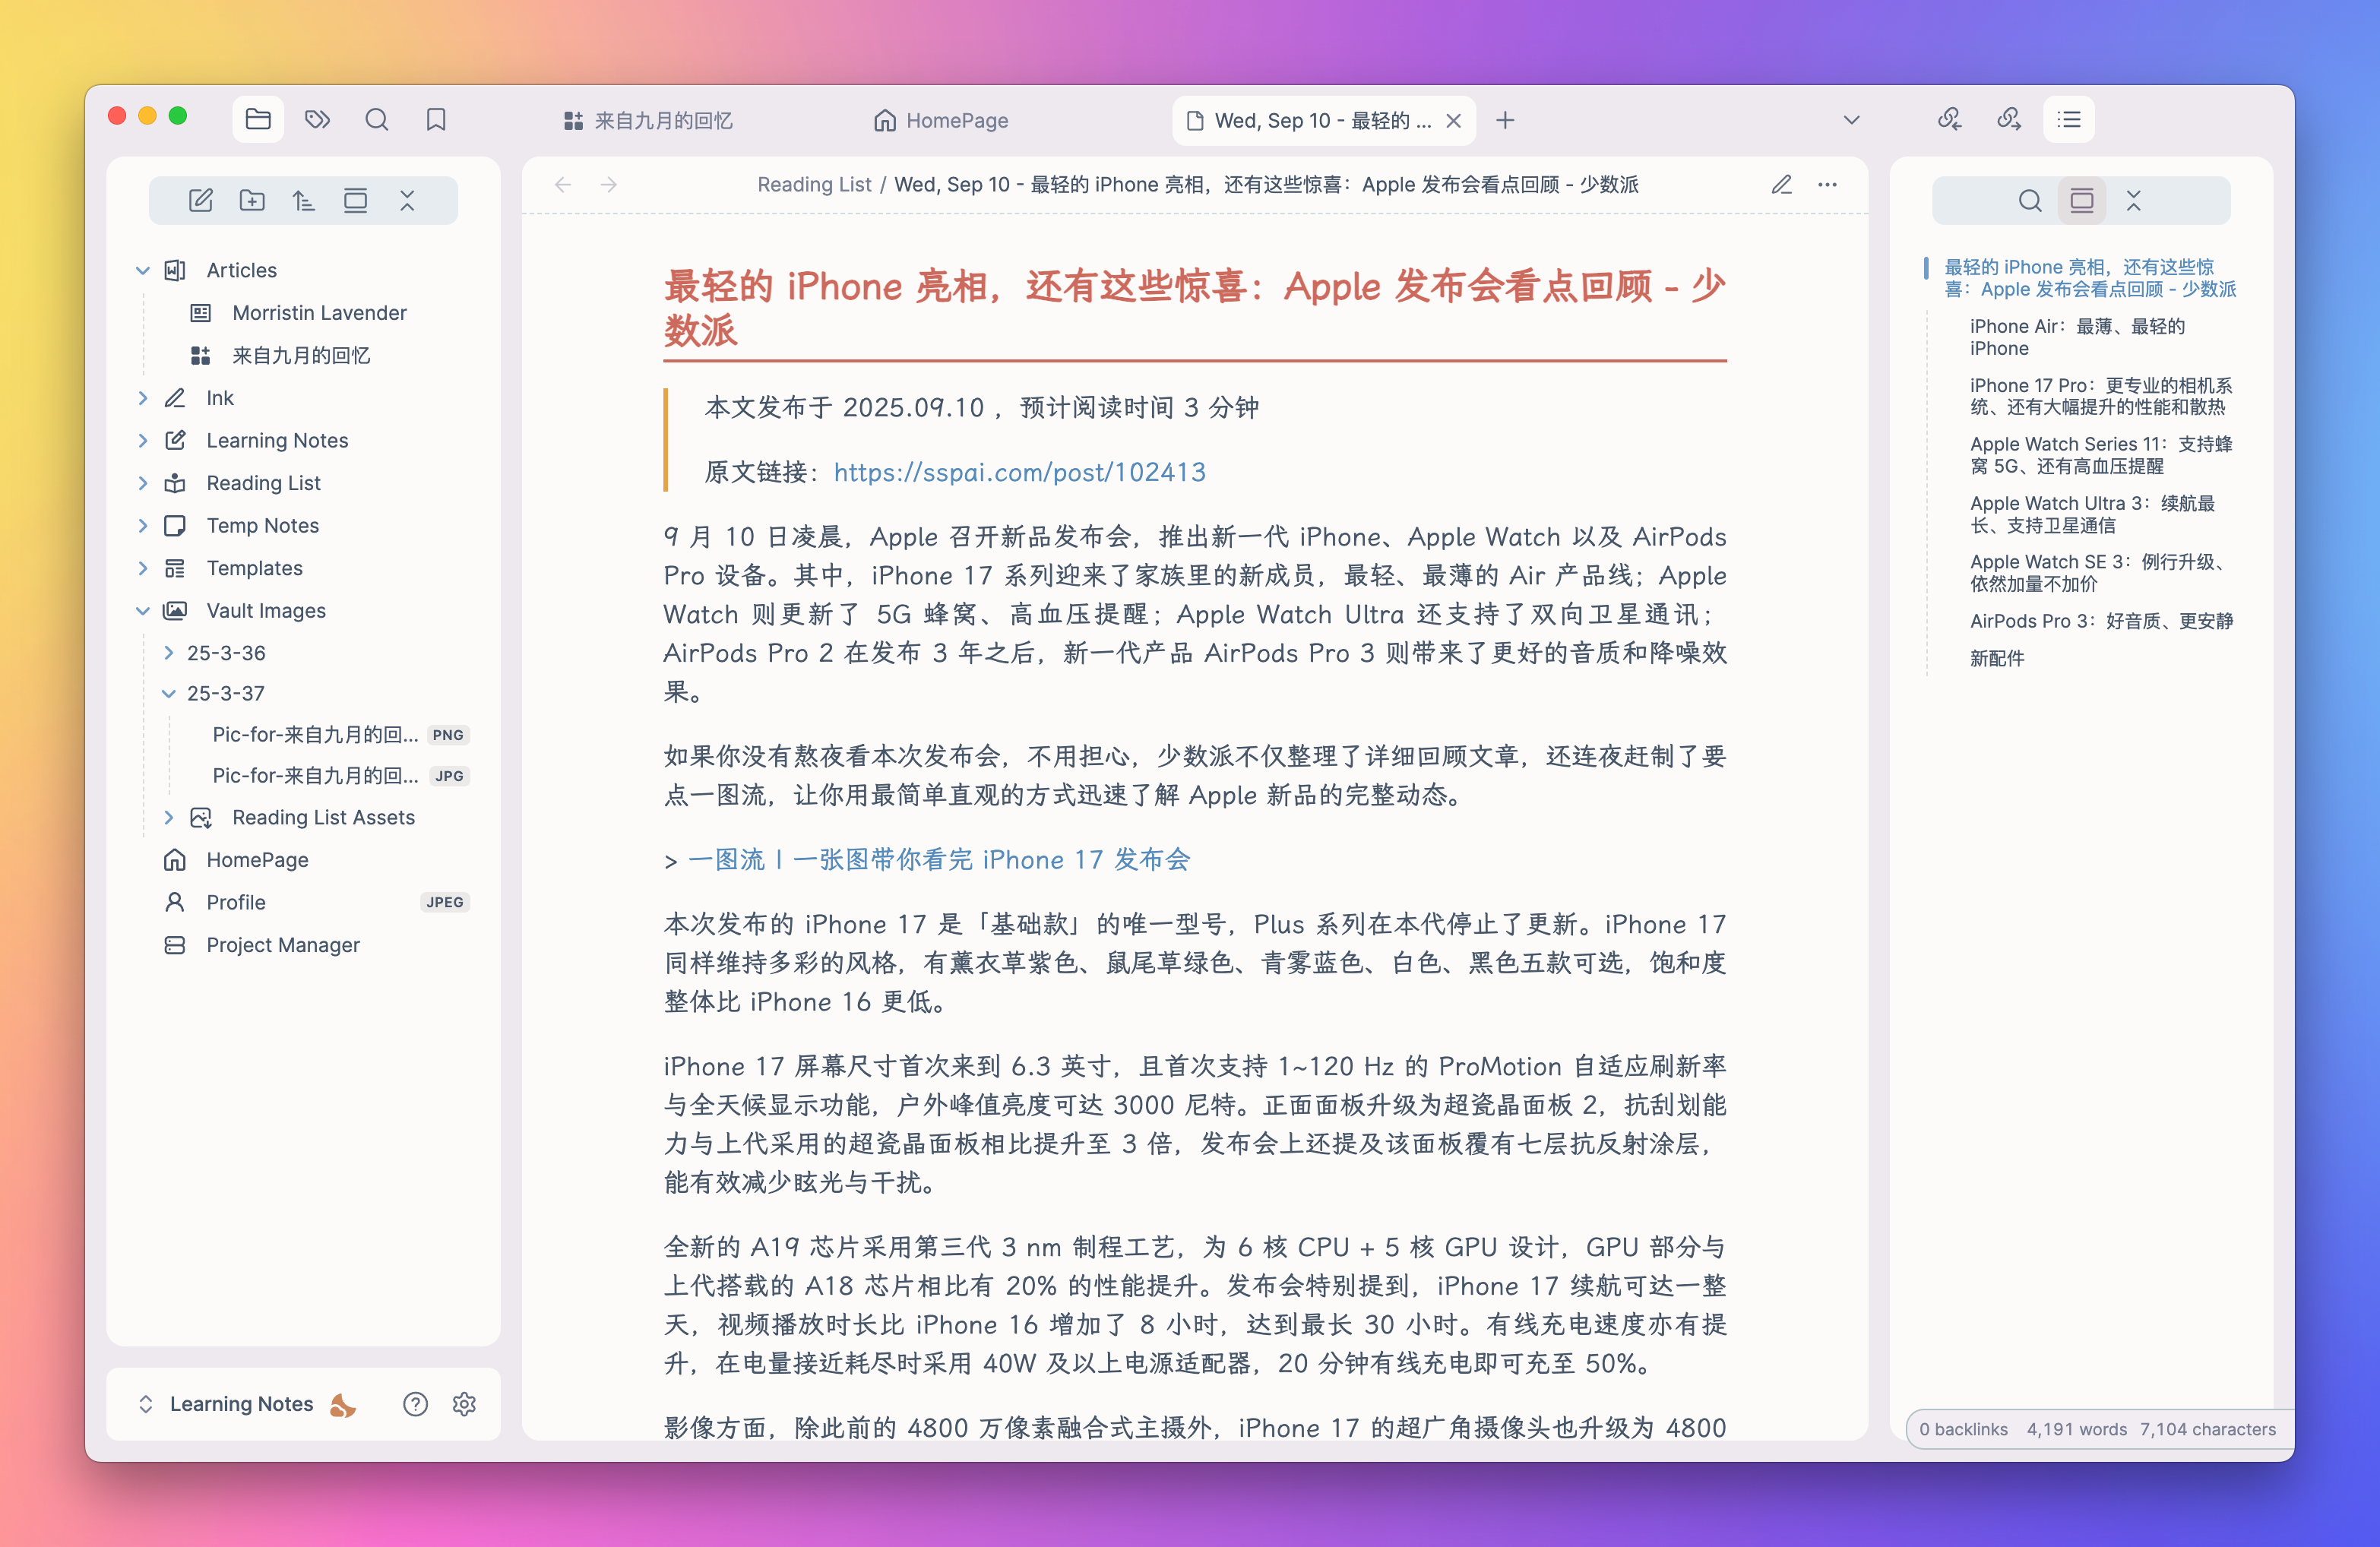 来自九月的回忆
HomePage
Wed, Sep 10 - 最轻的 ...
Articles
Morristin Lavender
来自九月的回忆
Ink
Learning Notes
Reading List
Temp Notes
Templates
Vault Images
25-3-36
25-3-37
Pic-for-来自九月的回... PNG
Pic-for-来自九月的回... JPG
Reading List Assets
HomePage
Profile JPEG
Project Manager
Learning Notes
Reading List / Wed, Sep 10 - 最轻的 iPhone 亮相，还有这些惊喜：Apple 发布会看点回顾 - 少数派
最轻的 iPhone 亮相，还有这些惊喜：Apple 发布会看点回顾 - 少
数派
本文发布于 2025.09.10 ，预计阅读时间 3 分钟
原文链接：https://sspai.com/post/102413
9 月 10 日凌晨，Apple 召开新品发布会，推出新一代 iPhone、Apple Watch 以及 AirPods
Pro 设备。其中，iPhone 17 系列迎来了家族里的新成员，最轻、最薄的 Air 产品线；Apple
Watch 则更新了 5G 蜂窝、高血压提醒；Apple Watch Ultra 还支持了双向卫星通讯；
AirPods Pro 2 在发布 3 年之后，新一代产品 AirPods Pro 3 则带来了更好的音质和降噪效
果。
如果你没有熬夜看本次发布会，不用担心，少数派不仅整理了详细回顾文章，还连夜赶制了要
点一图流，让你用最简单直观的方式迅速了解 Apple 新品的完整动态。
> 一图流丨一张图带你看完 iPhone 17 发布会
本次发布的 iPhone 17 是「基础款」的唯一型号，Plus 系列在本代停止了更新。iPhone 17
同样维持多彩的风格，有薰衣草紫色、鼠尾草绿色、青雾蓝色、白色、黑色五款可选，饱和度
整体比 iPhone 16 更低。
iPhone 17 屏幕尺寸首次来到 6.3 英寸，且首次支持 1~120 Hz 的 ProMotion 自适应刷新率
与全天候显示功能，户外峰值亮度可达 3000 尼特。正面面板升级为超瓷晶面板 2，抗刮划能
力与上代采用的超瓷晶面板相比提升至 3 倍，发布会上还提及该面板覆有七层抗反射涂层，
能有效减少眩光与干扰。
全新的 A19 芯片采用第三代 3 nm 制程工艺，为 6 核 CPU + 5 核 GPU 设计，GPU 部分与
上代搭载的 A18 芯片相比有 20% 的性能提升。发布会特别提到，iPhone 17 续航可达一整
天，视频播放时长比 iPhone 16 增加了 8 小时，达到最长 30 小时。有线充电速度亦有提
升，在电量接近耗尽时采用 40W 及以上电源适配器，20 分钟有线充电即可充至 50%。
影像方面，除此前的 4800 万像素融合式主摄外，iPhone 17 的超广角摄像头也升级为 4800
最轻的 iPhone 亮相，还有这些惊
喜：Apple 发布会看点回顾 - 少数派
iPhone Air：最薄、最轻的
iPhone
iPhone 17 Pro：更专业的相机系
统、还有大幅提升的性能和散热
Apple Watch Series 11：支持蜂
窝 5G、还有高血压提醒
Apple Watch Ultra 3：续航最
长、支持卫星通信
Apple Watch SE 3：例行升级、
依然加量不加价
AirPods Pro 3：好音质、更安静
新配件
0 backlinks 4,191 words 7,104 characters